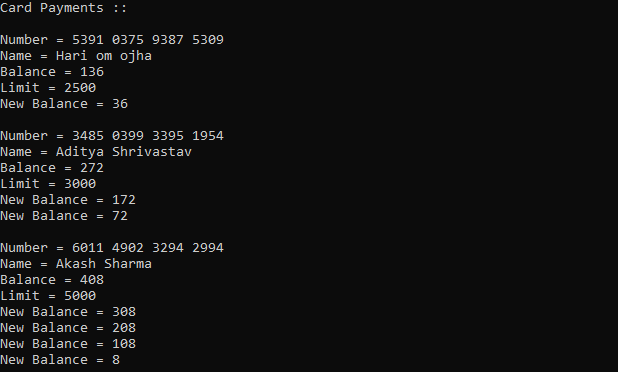 Card Payments ::
Number = 5391 0375 9387 5309
Name = Hari om ojha
Balance = 136
Limit = 2500
New Balance = 36
Number = 3485 0399 3395 1954
Name = Aditya Shrivastav
Balance = 272
Limit = 3000
New Balance = 172
New Balance = 72
Number = 6011 4902 3294 2994
Name = Akash Sharma
Balance = 408
Limit = 5000
New Balance = 308
New Balance = 208
New Balance = 108
New Balance = 8